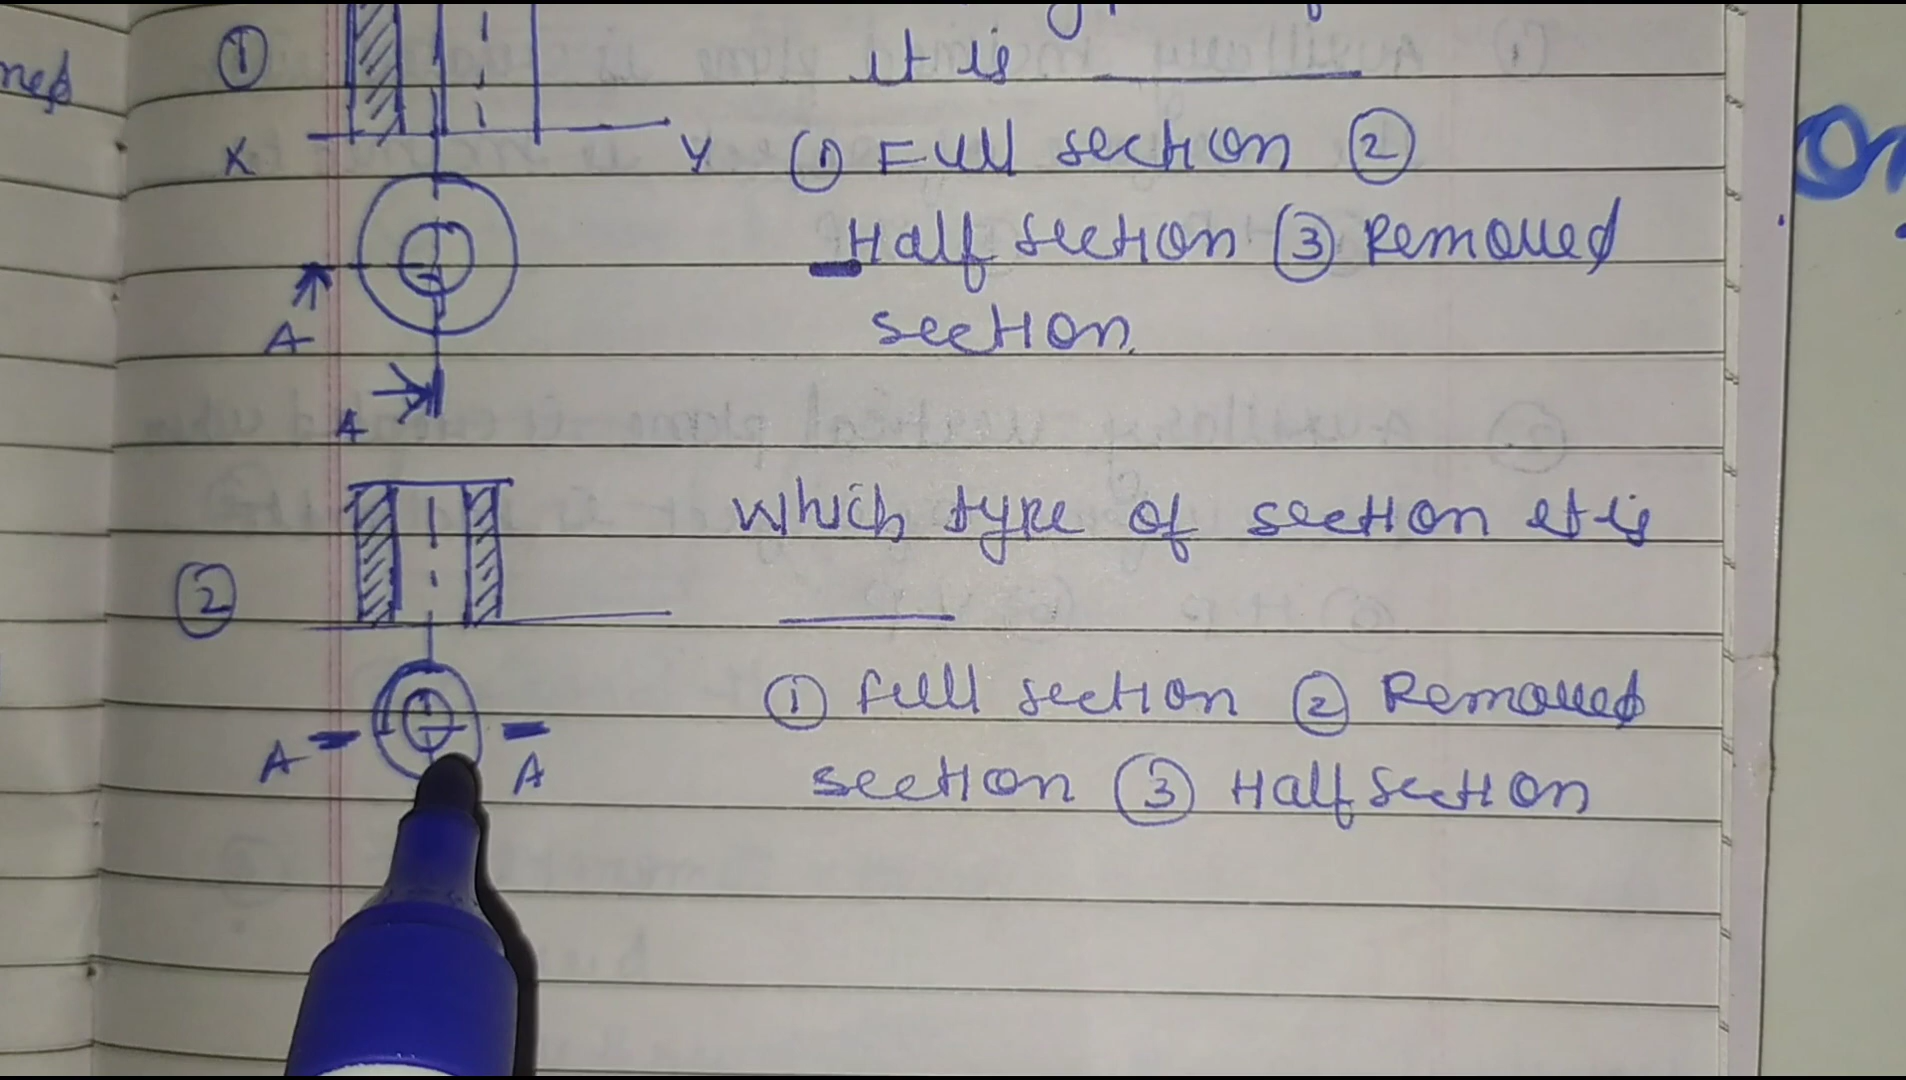 ned
① it is
X Y ① Full section ②
Half section ③ Removed
A section.
A
which type of section it is
②
① full section ② Removed
A A section ③ Half section